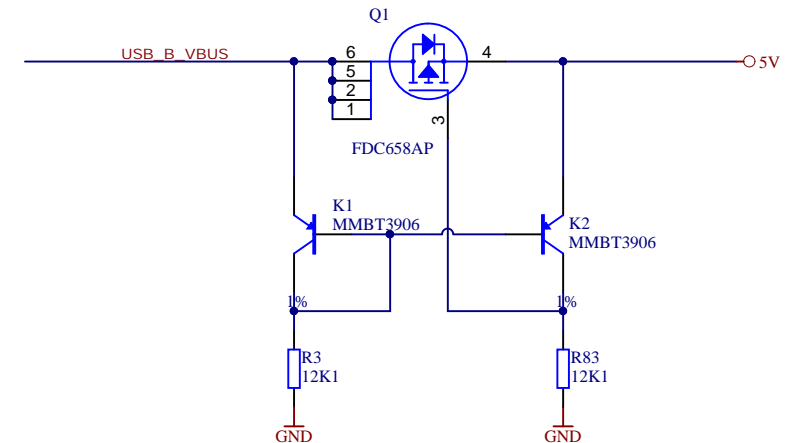 Q1
USB_B_VBUS
6
4
5V
5
2
1
3
FDC658AP
K1
MMBT3906
K2
MMBT3906
1%
1%
R3
12K1
R83
12K1
GND
GND